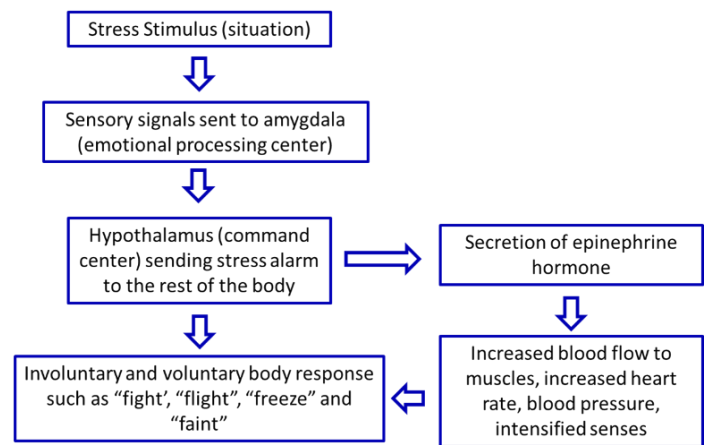 Stress Stimulus (situation)
Sensory signals sent to amygdala
(emotional processing center)
Hypothalamus (command
center) sending stress alarm
to the rest of the body
Secretion of epinephrine
hormone
Increased blood flow to
muscles, increased heart
rate, blood pressure,
intensified senses
Involuntary and voluntary body response
such as “fight’, “flight”, “freeze” and
“faint”